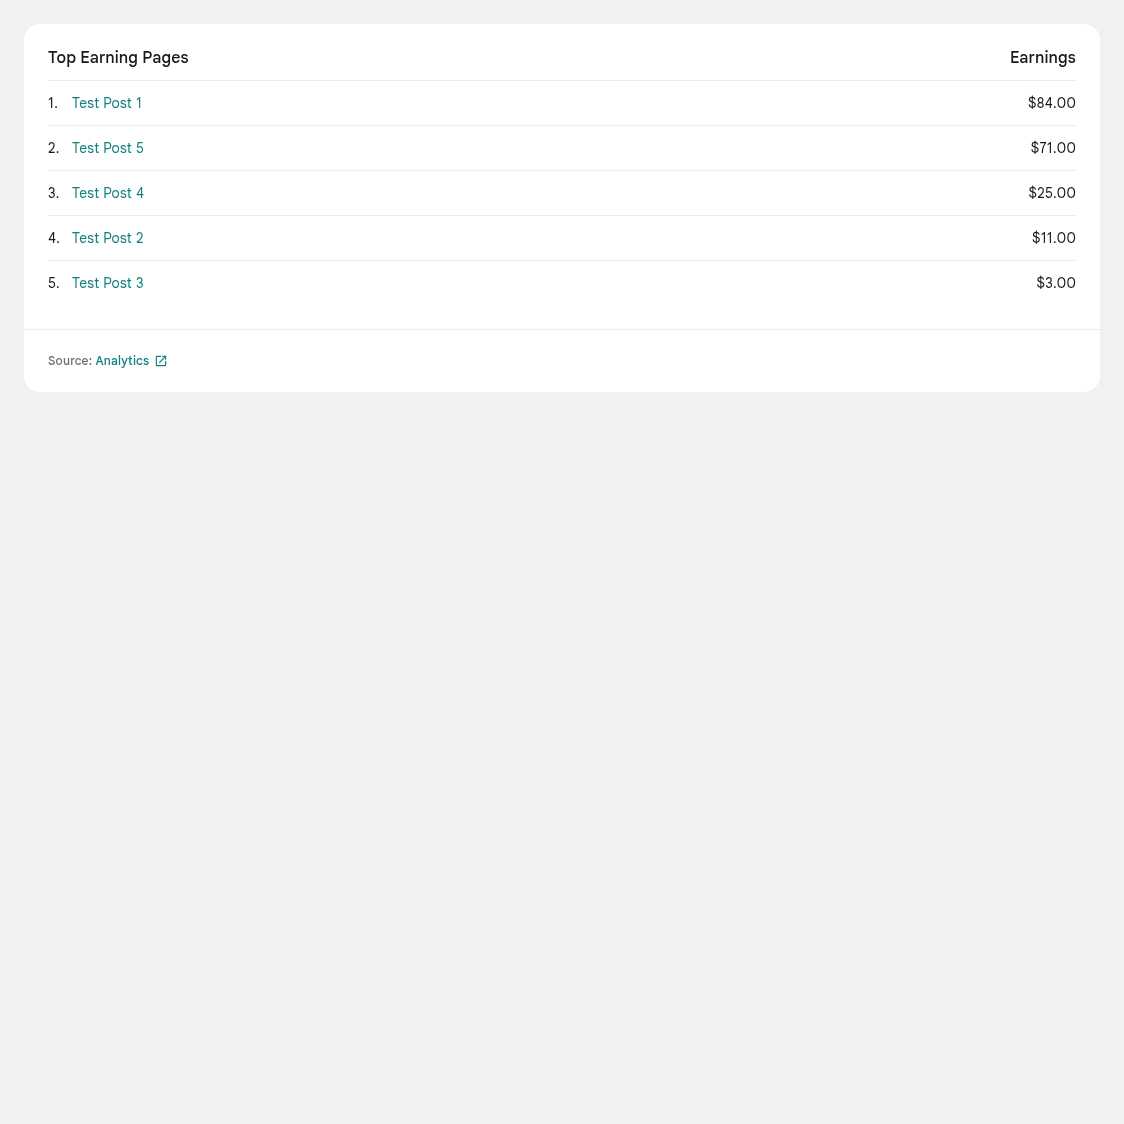 Top Earning Pages Earnings
1. Test Post 1 $84.00
2. Test Post 5 $71.00
3. Test Post 4 $25.00
4. Test Post 2 $11.00
5. Test Post 3 $3.00
Source: Analytics